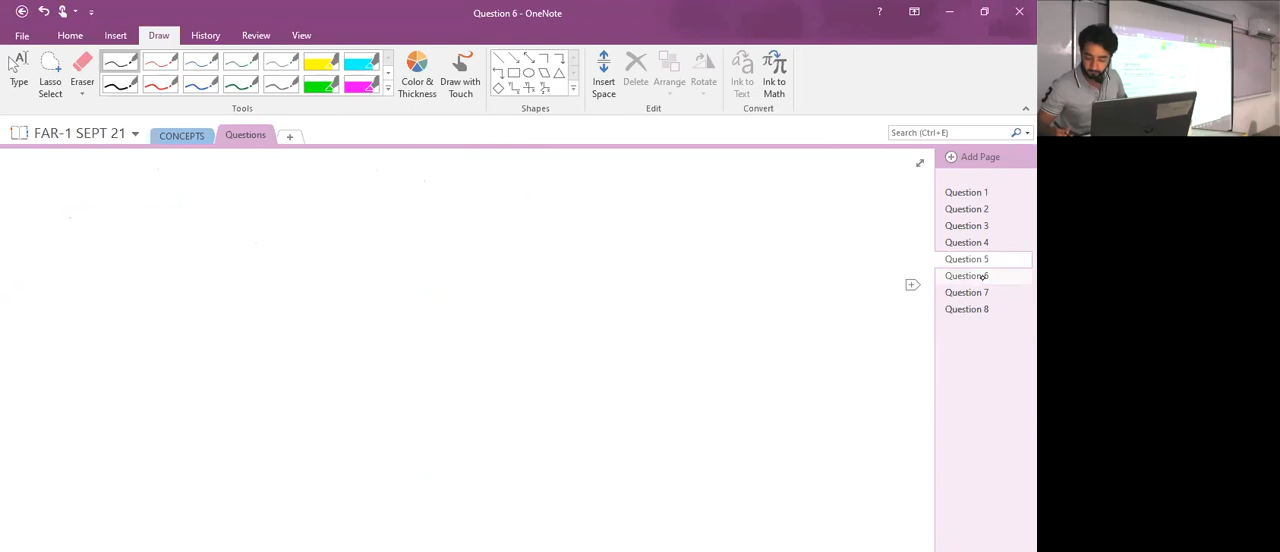 Question 6 - OneNote
?
File
Home
Insert
Draw
History
Review
View
Type
Lasso Select
Eraser
Color & Thickness
Draw with Touch
Insert Space
Delete
Arrange
Rotate
Ink to Text
Ink to Math
Tools
Shapes
Edit
Convert
FAR-1 SEPT 21
CONCEPTS
Questions
Search (Ctrl+E)
Add Page
Question 1
Question 2
Question 3
Question 4
Question 5
Question 6
Question 7
Question 8